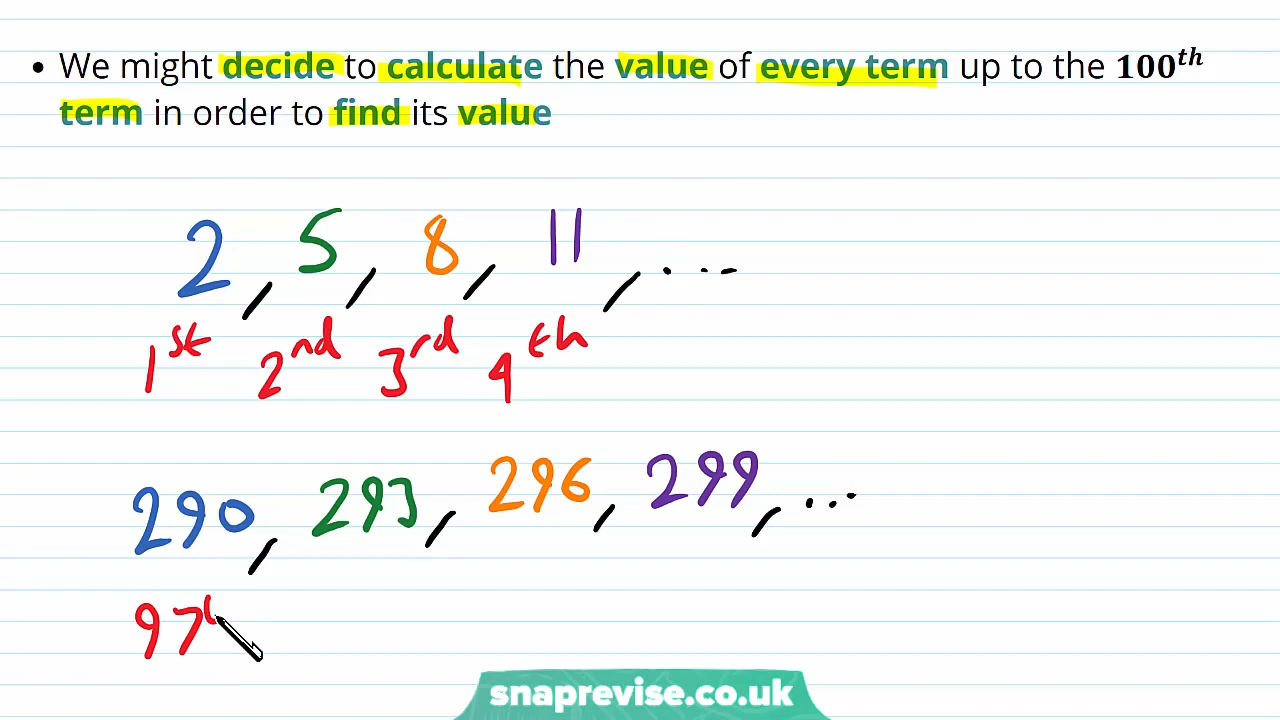 • We might decide to calculate the value of every term up to the 100th
term in order to find its value
2, 5, 8, 11, ....
1st 2nd 3rd 4th
290, 293, 296, 299, ...
97
snaprevise.co.uk